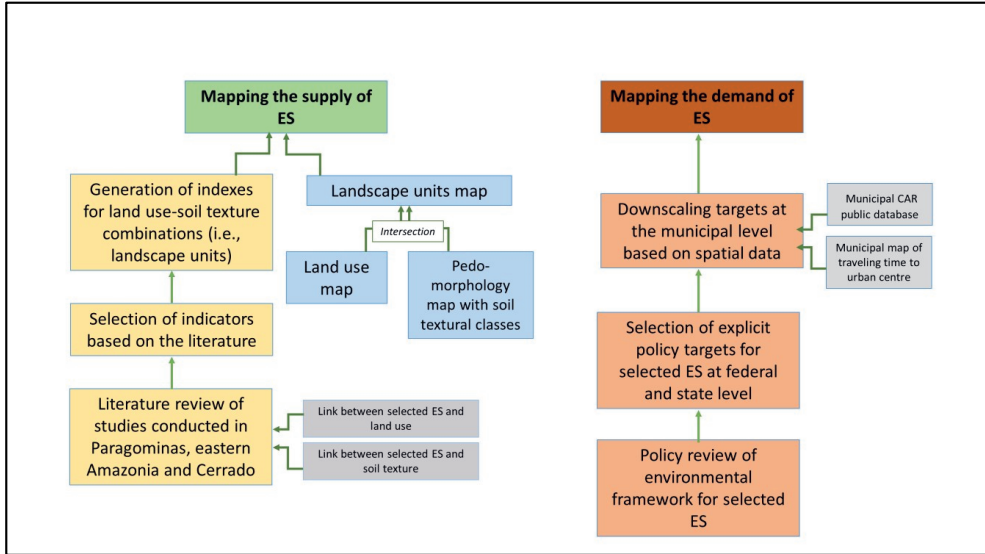 Mapping the supply of
ES
Generation of indexes
for land use-soil texture
combinations (i.e.,
landscape units)
Landscape units map
Intersection
Land use
map
Pedo-
morphology
map with soil
textural classes
Selection of indicators
based on the literature
Literature review of
studies conducted in
Paragominas, eastern
Amazonia and Cerrado
Link between selected ES and
land use
Link between selected ES and
soil texture
Mapping the demand of
ES
Downscaling targets at
the municipal level
based on spatial data
Municipal CAR
public database
Municipal map of
traveling time to
urban centre
Selection of explicit
policy targets for
selected ES at federal
and state level
Policy review of
environmental
framework for selected
ES